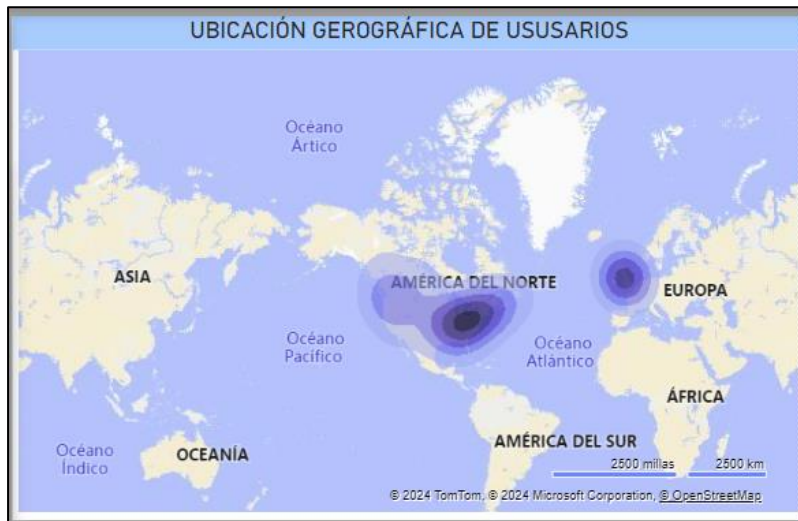 UBICACIÓN GEROGRÁFICA DE USUSARIOS
Océano
Ártico
ASIA
AMÉRICA DEL NORTE
EUROPA
Océano
Pacífico
Océano
Atlántico
ÁFRICA
Océano
Índico
OCEANÍA
AMÉRICA DEL SUR
2500 millas
2500 km
© 2024 TomTom, © 2024 Microsoft Corporation, © OpenStreetMap